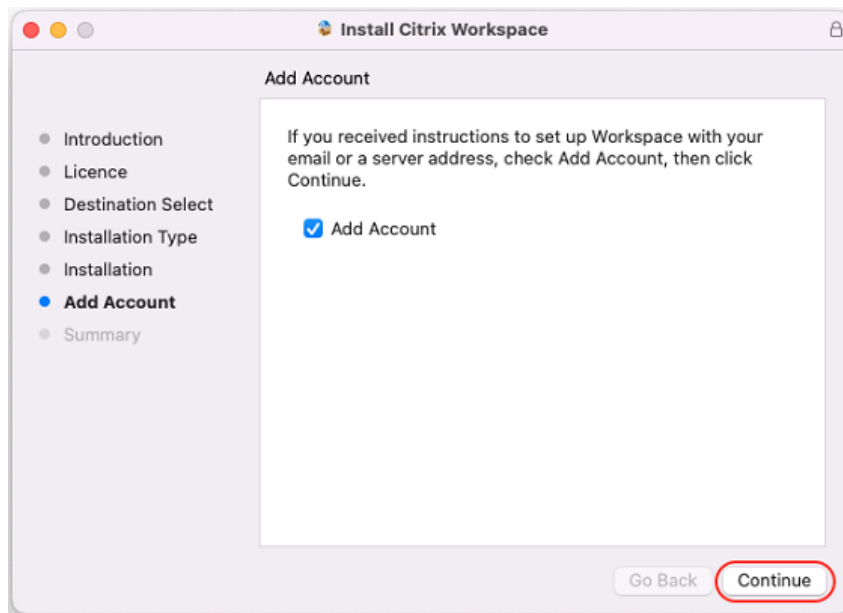 Install Citrix Workspace
Add Account
Introduction
Licence
Destination Select
Installation Type
Installation
Add Account
Summary
If you received instructions to set up Workspace with your
email or a server address, check Add Account, then click
Continue.
Add Account
Go Back
Continue